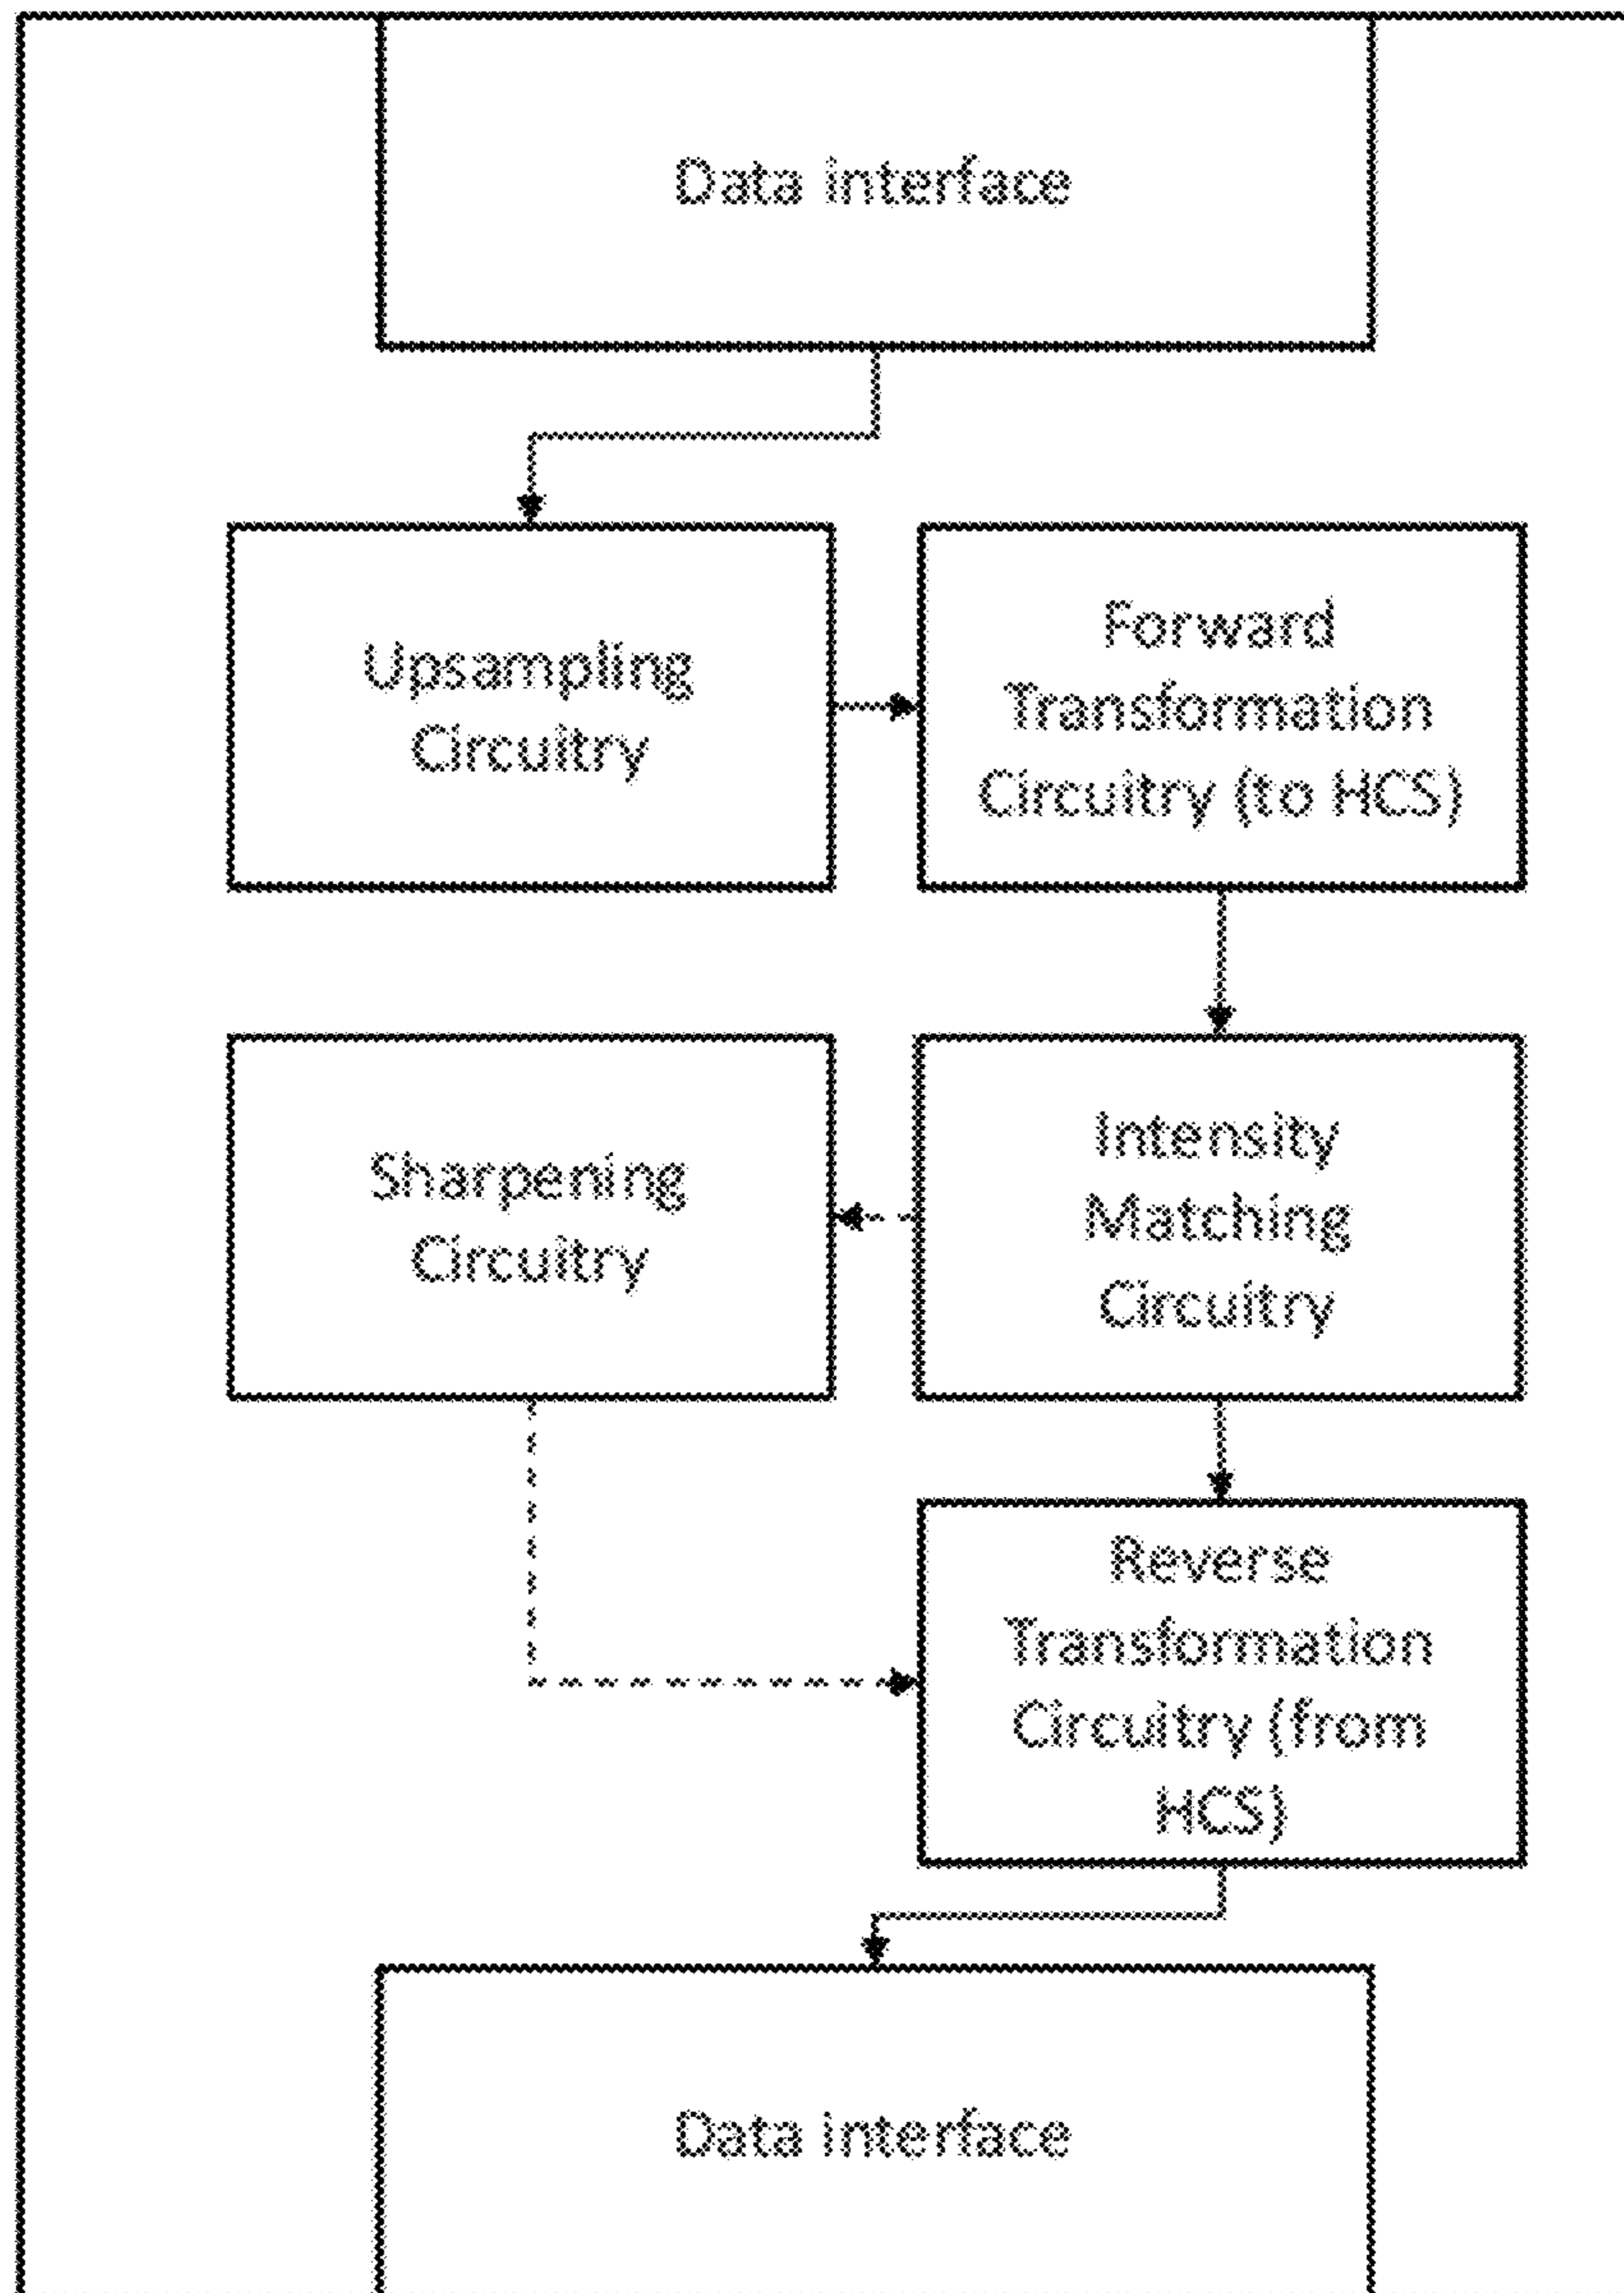 Data interface
Upsampling
Circuitry
Forward
Transformation
Circuitry (to HCS)
Sharpening
Circuitry
Intensity
Matching
Circuitry
Reverse
Transformation
Circuitry (from
HCS)
Data interface